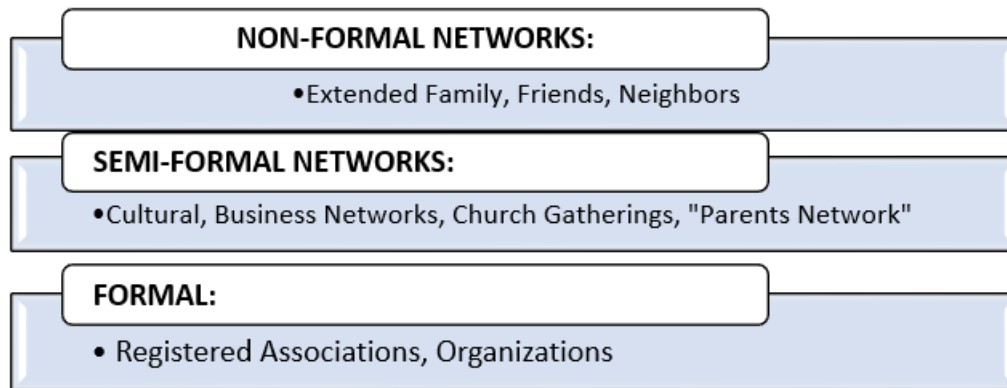 NON-FORMAL NETWORKS:
•Extended Family, Friends, Neighbors
SEMI-FORMAL NETWORKS:
•Cultural, Business Networks, Church Gatherings, "Parents Network"
FORMAL:
• Registered Associations, Organizations